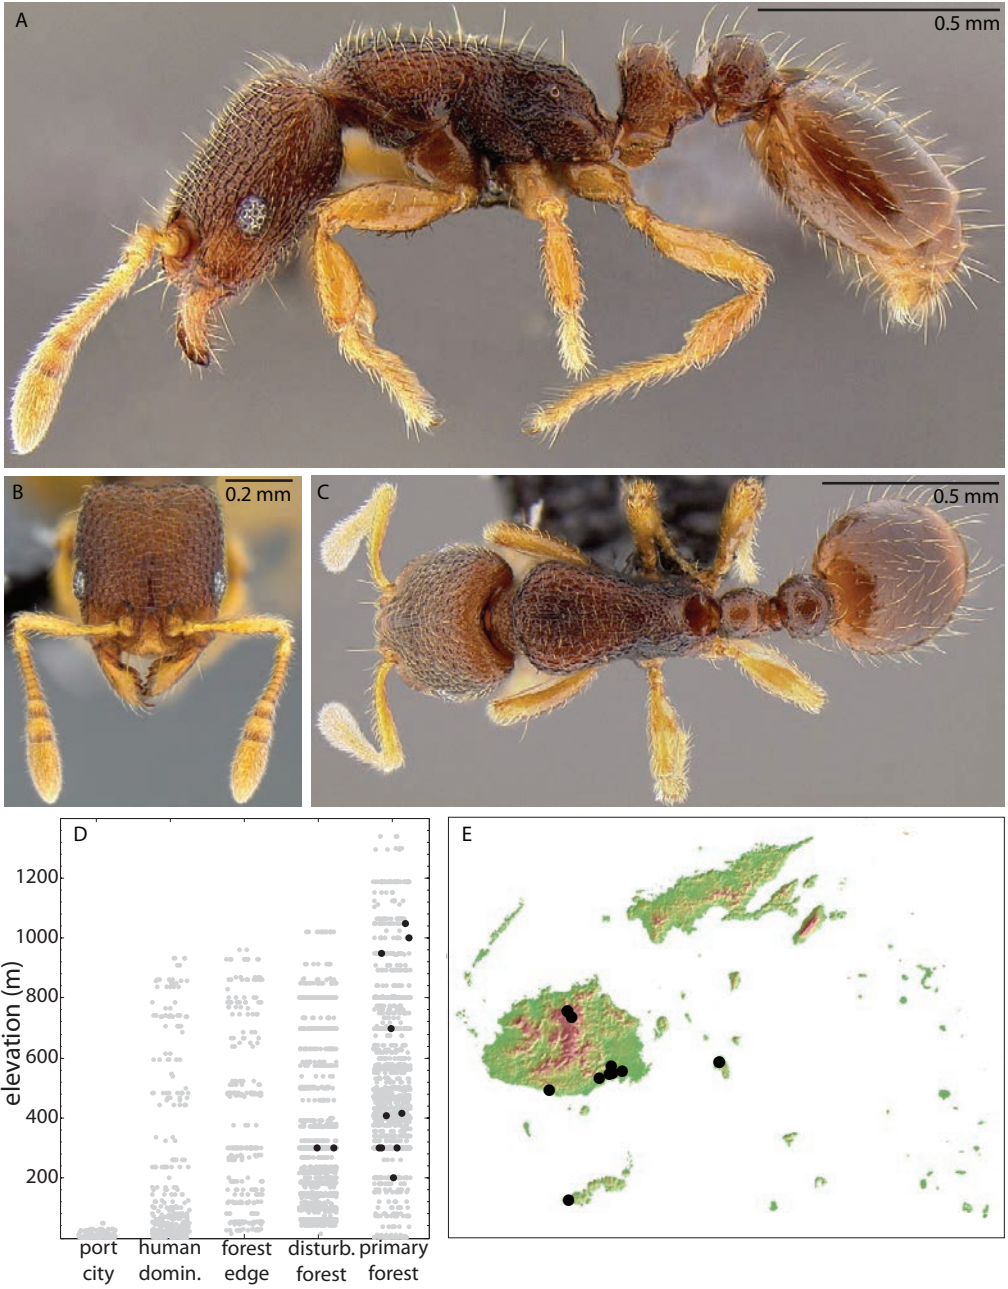 A
0.5 mm
B
0.2 mm
C
0.5 mm
D
E
elevation (m)
1200
1000
800
600
400
200
port
city
human
domin.
forest
edge
disturb.
forest
primary
forest